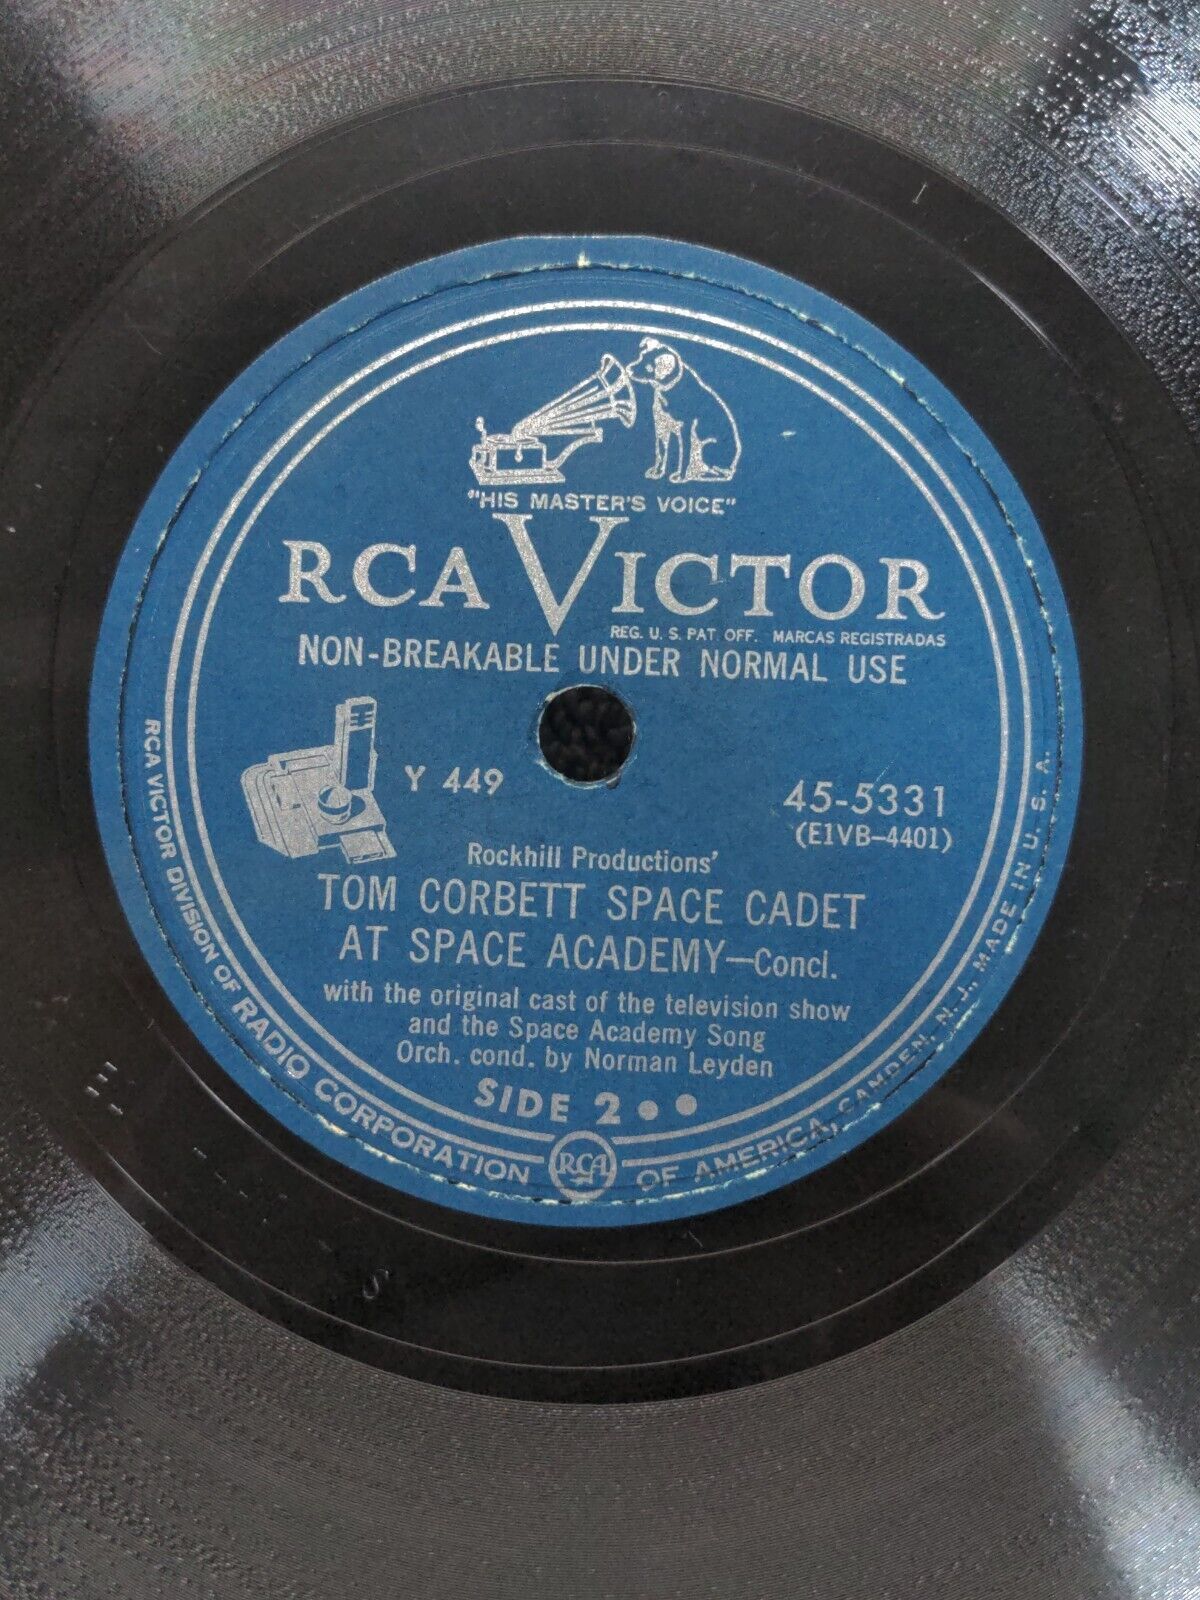 "HIS MASTER'S VOICE"
RCA VICTOR
REG. U. S. PAT. OFF. MARCAS REGISTRADAS
NON-BREAKABLE UNDER NORMAL USE
Y 449
45-5331
(E1VB-4401)
Rockhill Productions'
TOM CORBETT SPACE CADET
AT SPACE ACADEMY—Concl.
with the original cast of the television show
and the Space Academy Song
Orch. cond. by Norman Leyden
SIDE 2
RCA VICTOR DIVISION OF RADIO CORPORATION RCA OF AMERICA, CAMDEN, N. J., MADE IN U. S. A.
S